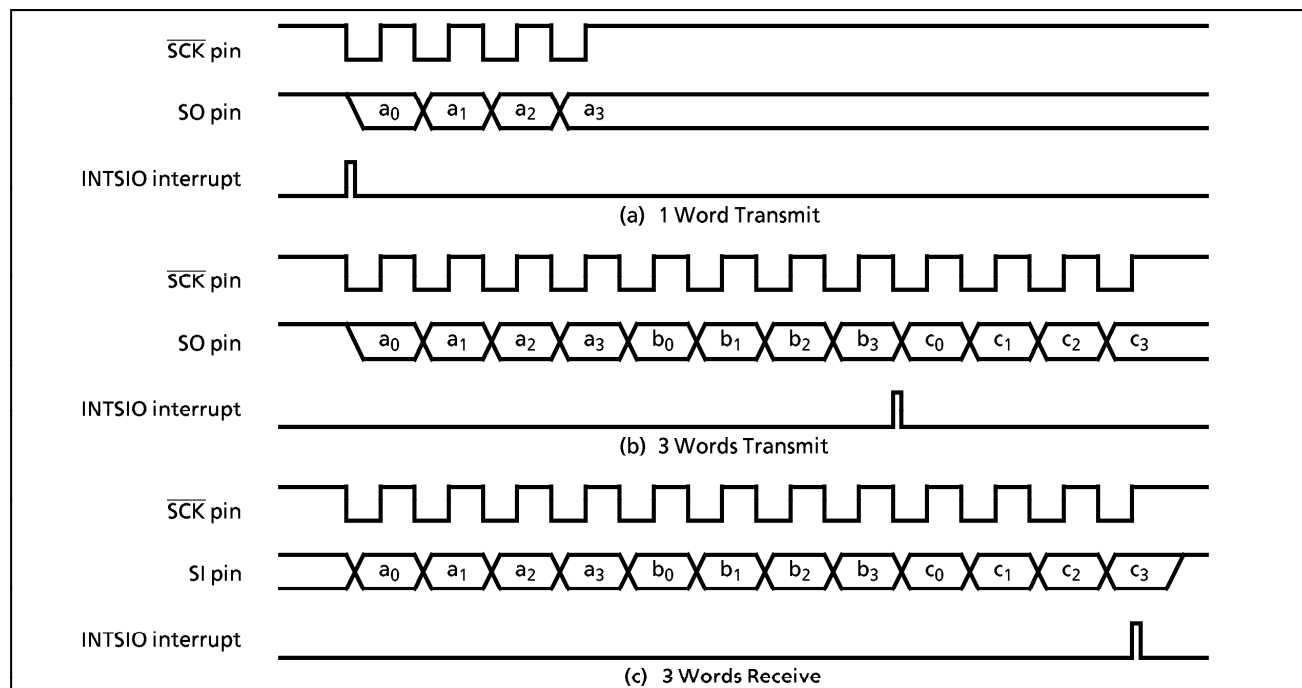 SCK pin
SO pin
a0 a1 a2 a3
INTSIO interrupt
(a) 1 Word Transmit
SCK pin
SO pin
a0 a1 a2 a3 b0 b1 b2 b3 c0 c1 c2 c3
INTSIO interrupt
(b) 3 Words Transmit
SCK pin
SI pin
a0 a1 a2 a3 b0 b1 b2 b3 c0 c1 c2 c3
INTSIO interrupt
(c) 3 Words Receive